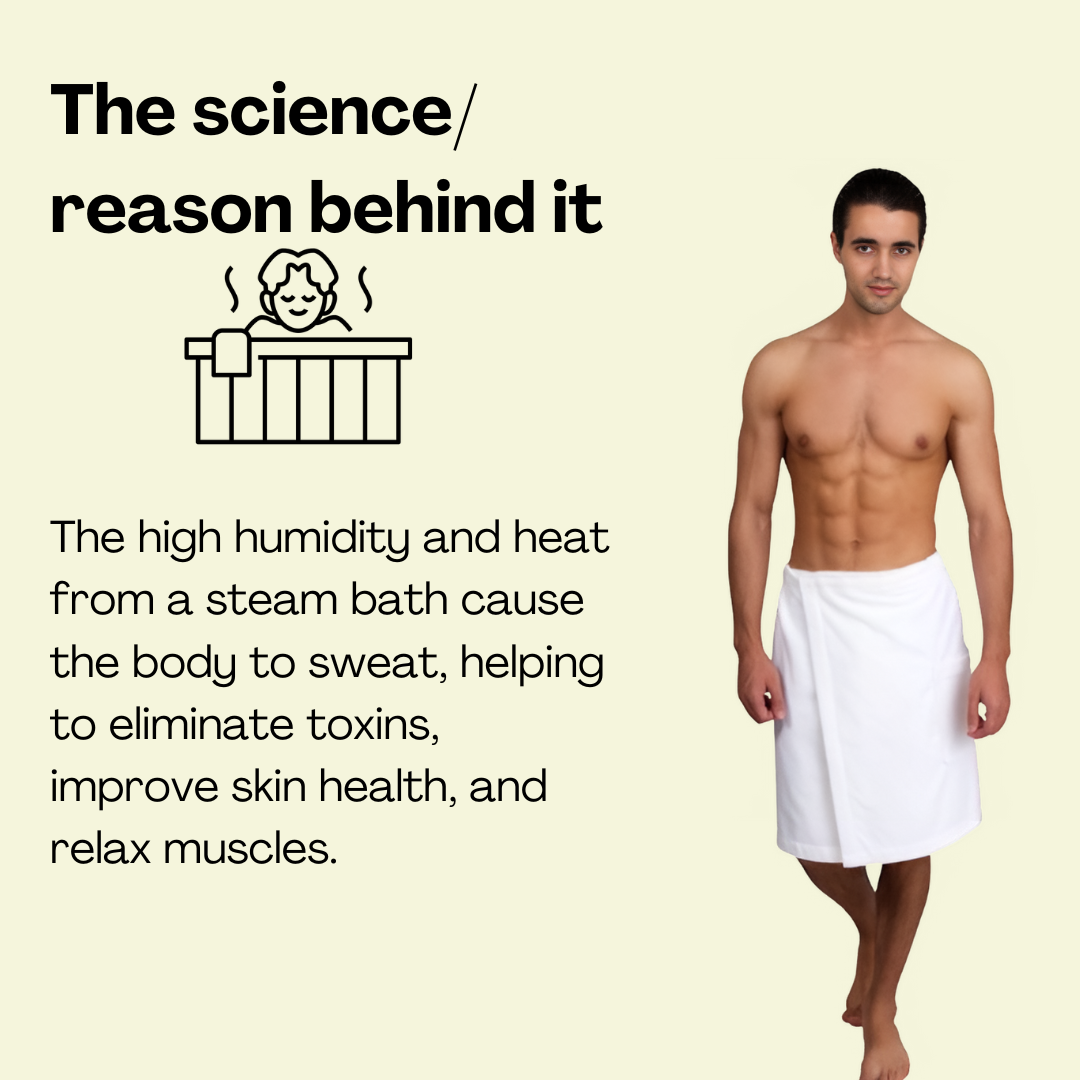 The science/
reason behind it
The high humidity and heat
from a steam bath cause
the body to sweat, helping
to eliminate toxins,
improve skin health, and
relax muscles.